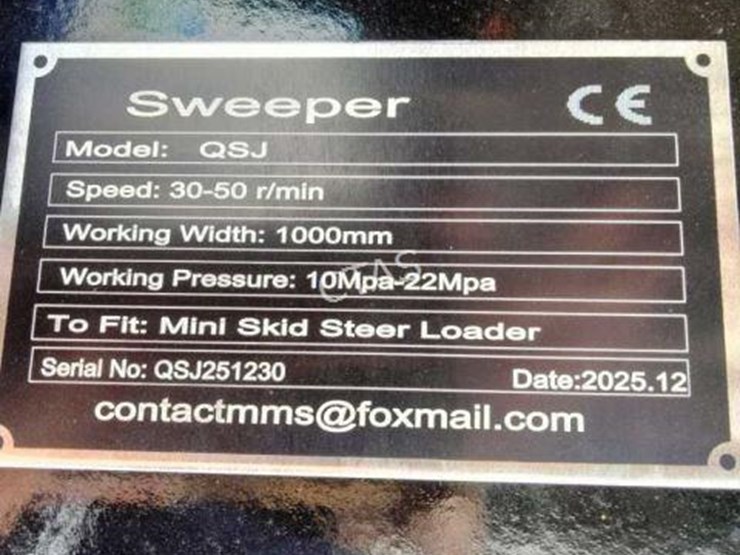 Sweeper CE
Model: QSJ
Speed: 30-50 r/min
Working Width: 1000mm
Working Pressure: 10Mpa-22Mpa
CTAS
To Fit: Mini Skid Steer Loader
Serial No: QSJ251230 Date:2025.12
contactmms@foxmail.com